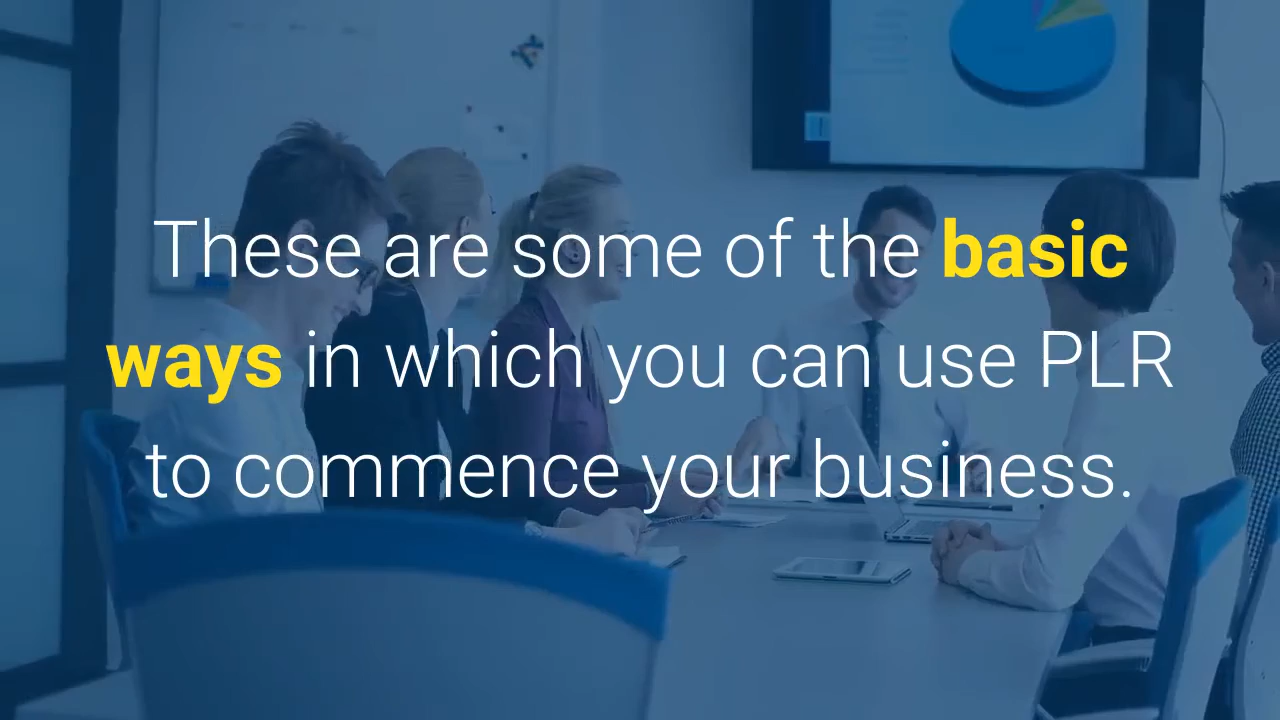 These are some of the basic
ways in which you can use PLR
to commence your business.